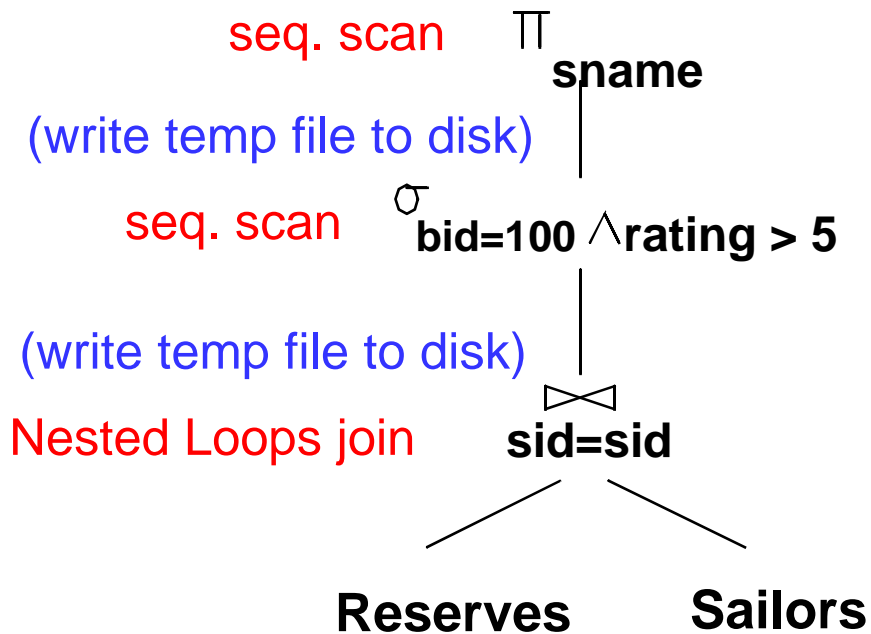 seq. scan π sname
(write temp file to disk)
seq. scan σ bid=100 ∧ rating > 5
(write temp file to disk)
⋈
Nested Loops join sid=sid
Reserves Sailors